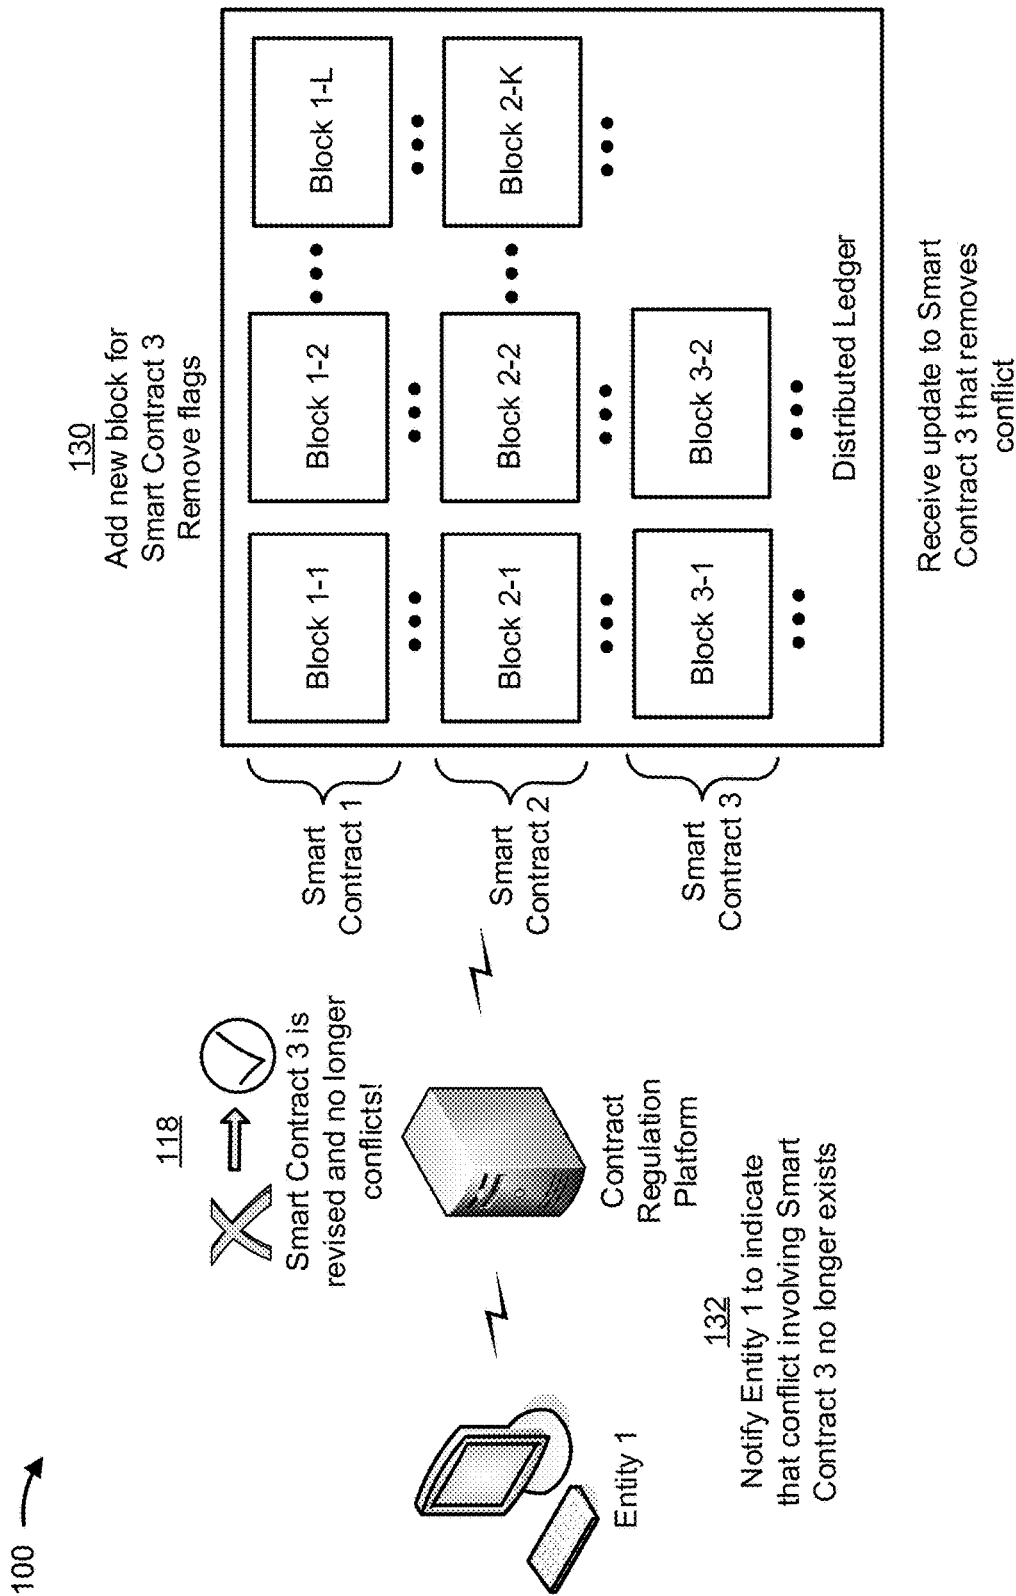 100
118
Smart Contract 3 is
revised and no longer
conflicts!
130
Add new block for
Smart Contract 3
Remove flags
Smart
Contract 1
Block 1-1
Block 1-2
Block 1-L
Smart
Contract 2
Block 2-1
Block 2-2
Block 2-K
Smart
Contract 3
Block 3-1
Block 3-2
Distributed Ledger
Entity 1
Contract
Regulation
Platform
132
Notify Entity 1 to indicate
that conflict involving Smart
Contract 3 no longer exists
Receive update to Smart
Contract 3 that removes
conflict